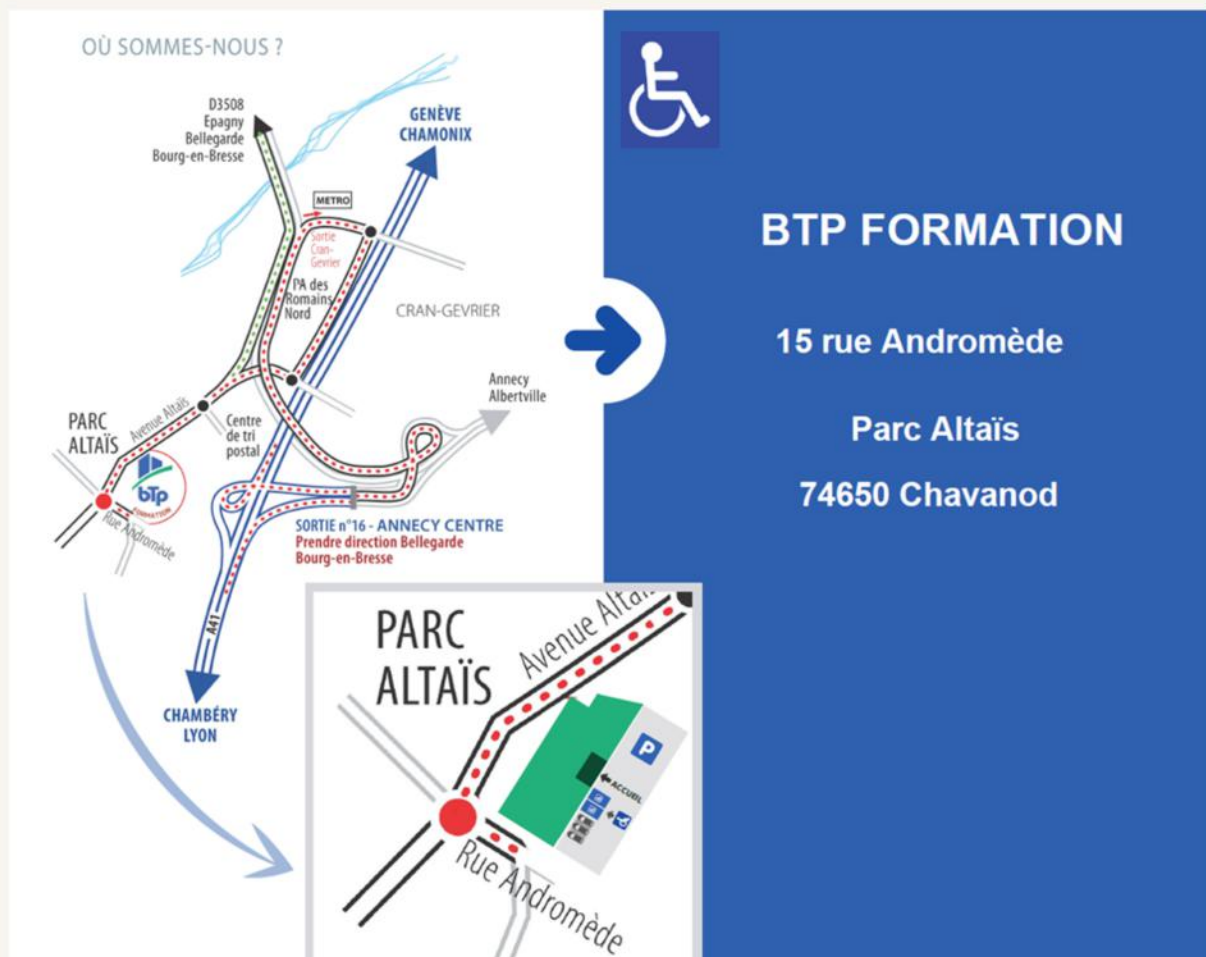 OÙ SOMMES-NOUS ?
D3508
Epagny
Bellegarde
Bourg-en-Bresse
GENÈVE
CHAMONIX
METRO
Sortie
Cran-
Gevrier
PA des
Romains
Nord
CRAN-GEVRIER
Annecy
Albertville
PARC
ALTAÏS
Avenue Altaïs
Centre
de tri
postal
bTp
FORMATION
Rue Andromède
SORTIE n°16 - ANNECY CENTRE
Prendre direction Bellegarde
Bourg-en-Bresse
A41
CHAMBÉRY
LYON
PARC
ALTAÏS
Avenue Altaïs
P
ACCUEIL
Rue Andromède
BTP FORMATION
15 rue Andromède
Parc Altaïs
74650 Chavanod